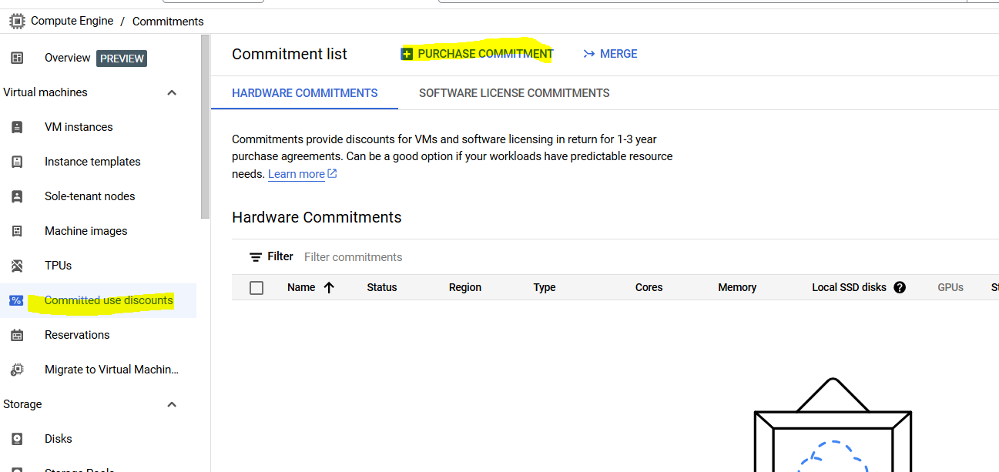 Compute Engine / Commitments
Overview PREVIEW
Virtual machines
VM instances
Instance templates
Sole-tenant nodes
Machine images
TPUs
Committed use discounts
Reservations
Migrate to Virtual Machin...
Storage
Disks
Storage Pools
Commitment list PURCHASE COMMITMENT MERGE
HARDWARE COMMITMENTS SOFTWARE LICENSE COMMITMENTS
Commitments provide discounts for VMs and software licensing in return for 1-3 year
purchase agreements. Can be a good option if your workloads have predictable resource
needs. Learn more
Hardware Commitments
Filter Filter commitments
Name Status Region Type Cores Memory Local SSD disks ? GPUs